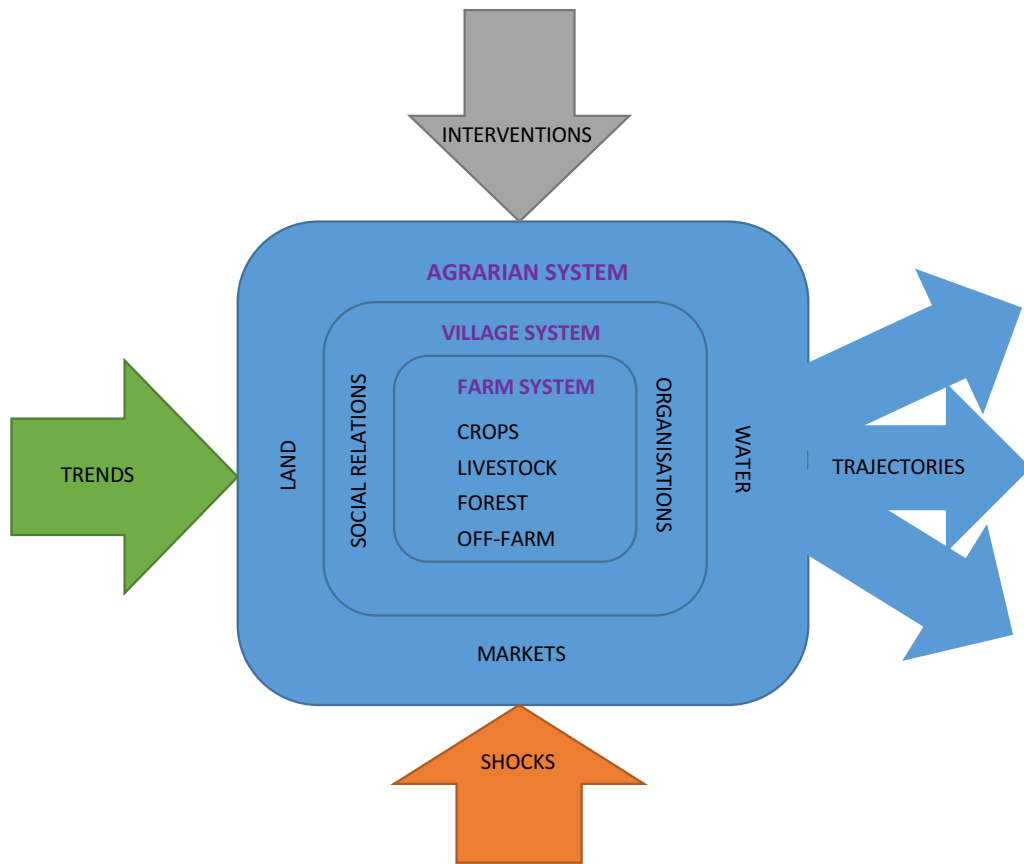 INTERVENTIONS
AGRARIAN SYSTEM
VILLAGE SYSTEM
FARM SYSTEM
CROPS
LIVESTOCK
FOREST
OFF-FARM
TRENDS
LAND
SOCIAL RELATIONS
ORGANISATIONS
WATER
TRAJECTORIES
MARKETS
SHOCKS